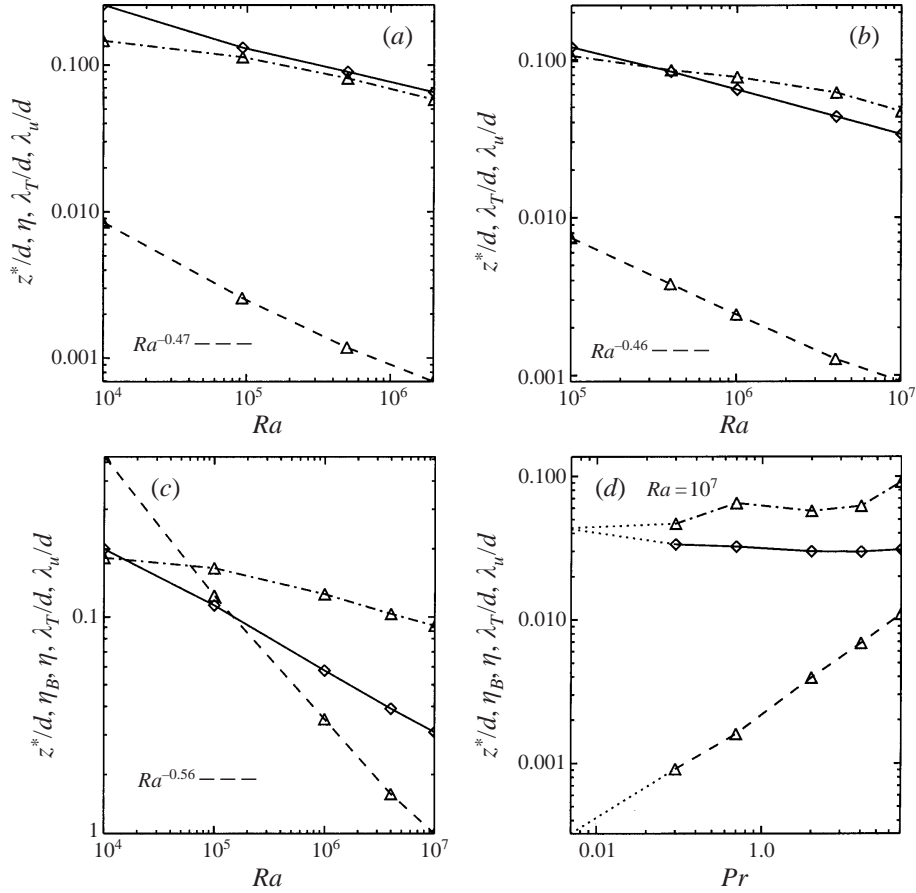 (a)
0.100
0.010
0.001
z*/d, η, λ_T/d, λ_u/d
Ra^−0.47
10^4
10^5
10^6
Ra
(b)
0.100
0.010
0.001
z*/d, λ_T/d, λ_u/d
Ra^−0.46
10^5
10^6
10^7
Ra
(c)
0.1
1
z*/d, η_B, η, λ_T/d, λ_u/d
Ra^−0.56
10^4
10^5
10^6
10^7
Ra
(d) Ra = 10^7
0.100
0.010
0.001
z*/d, η_B, η, λ_T/d, λ_u/d
0.01
1.0
Pr